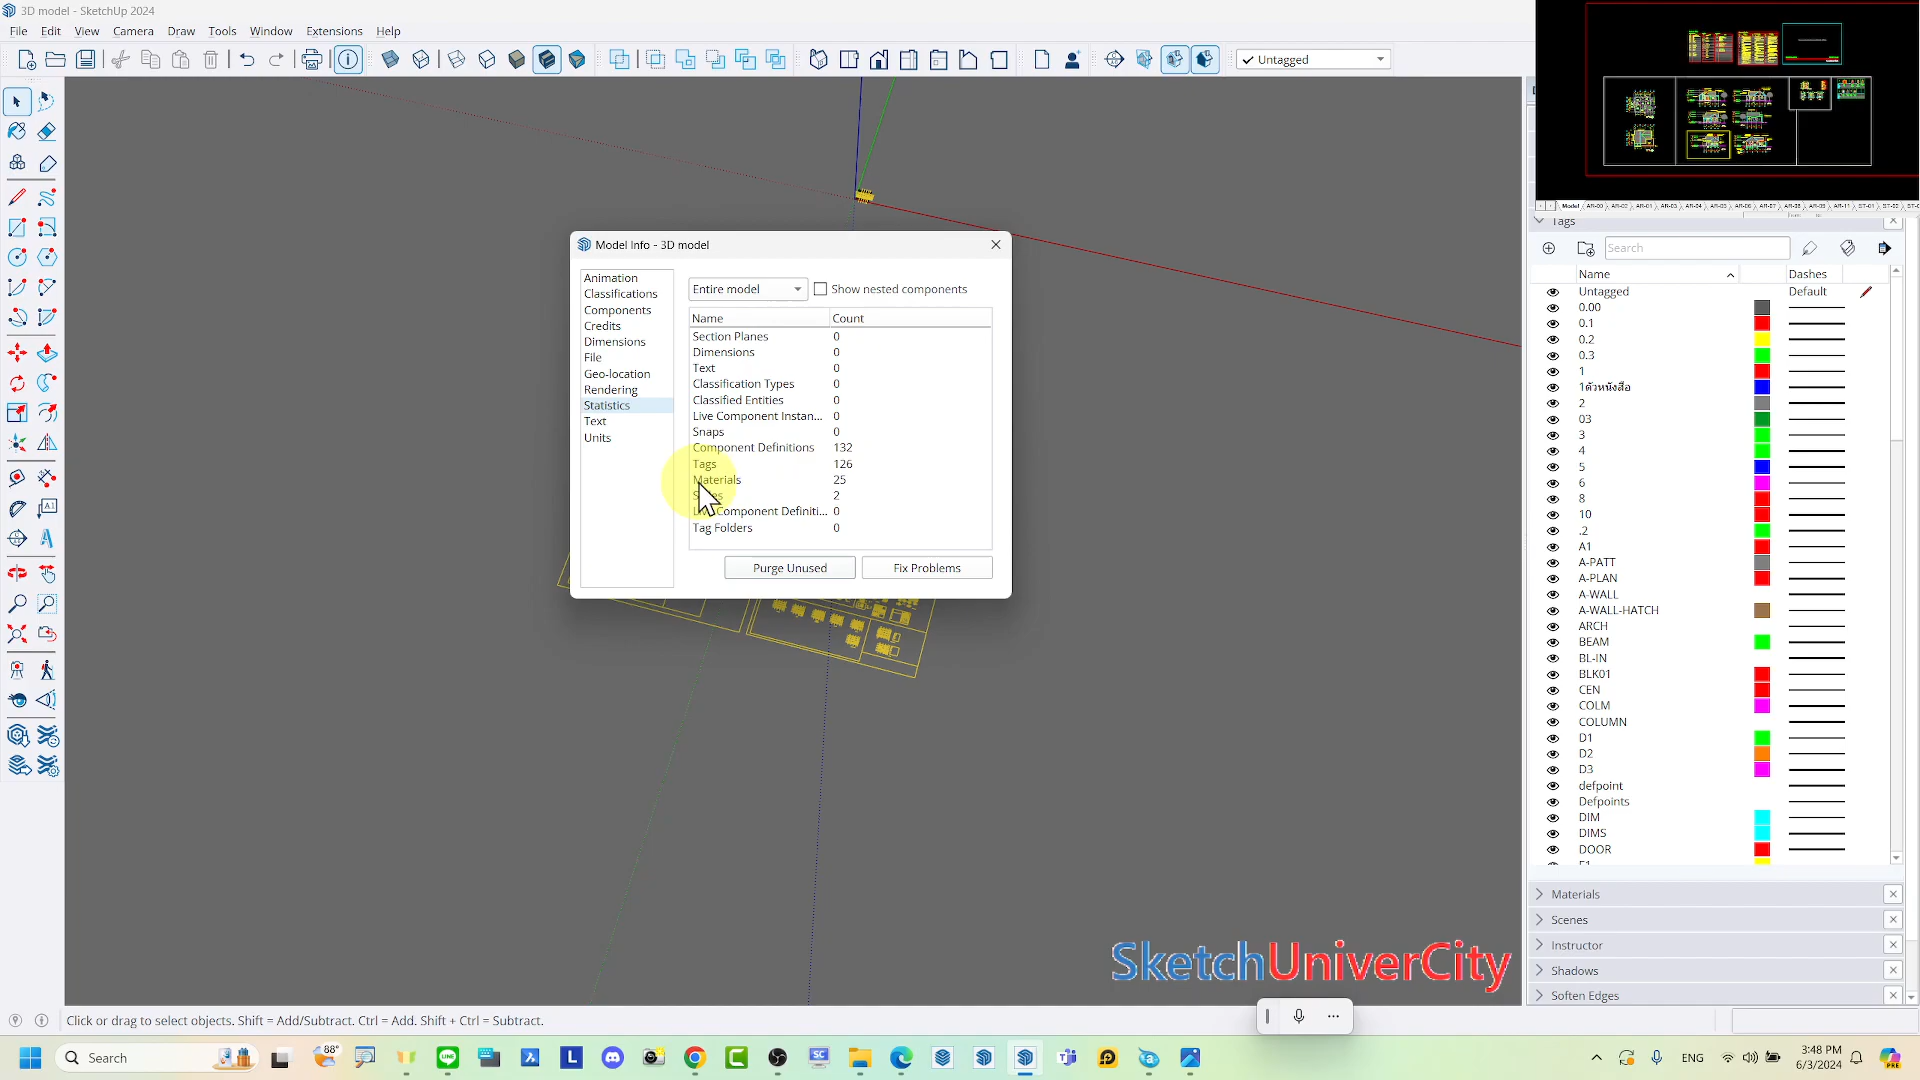 3D model - SketchUp 2024
File Edit View Camera Draw Tools Window Extensions Help
Untagged
Model Info - 3D model
Animation
Classifications
Components
Credits
Dimensions
File
Geo-location
Rendering
Statistics
Text
Units
Entire model Show nested components
Name Count
Section Planes 0
Dimensions 0
Text 0
Classification Types 0
Classified Entities 0
Live Component Instan... 0
Snaps 0
Component Definitions 132
Tags 126
Materials 25
2
Component Definiti... 0
Tag Folders 0
Purge Unused Fix Problems
Tags
Search
Name Dashes
Untagged Default
0.00
0.1
0.2
0.3
1
1ตัวหนังสือ
2
03
3
4
5
6
8
10
.2
A1
A-PATT
A-PLAN
A-WALL
A-WALL-HATCH
ARCH
BEAM
BL-IN
BLK01
CEN
COLM
COLUMN
D1
D2
D3
defpoint
Defpoints
DIM
DIMS
DOOR
Materials
Scenes
Instructor
Shadows
Soften Edges
SketchUniverCity
Click or drag to select objects. Shift = Add/Subtract. Ctrl = Add. Shift + Ctrl = Subtract.
Search
88°
ENG
3:48 PM
6/3/2024